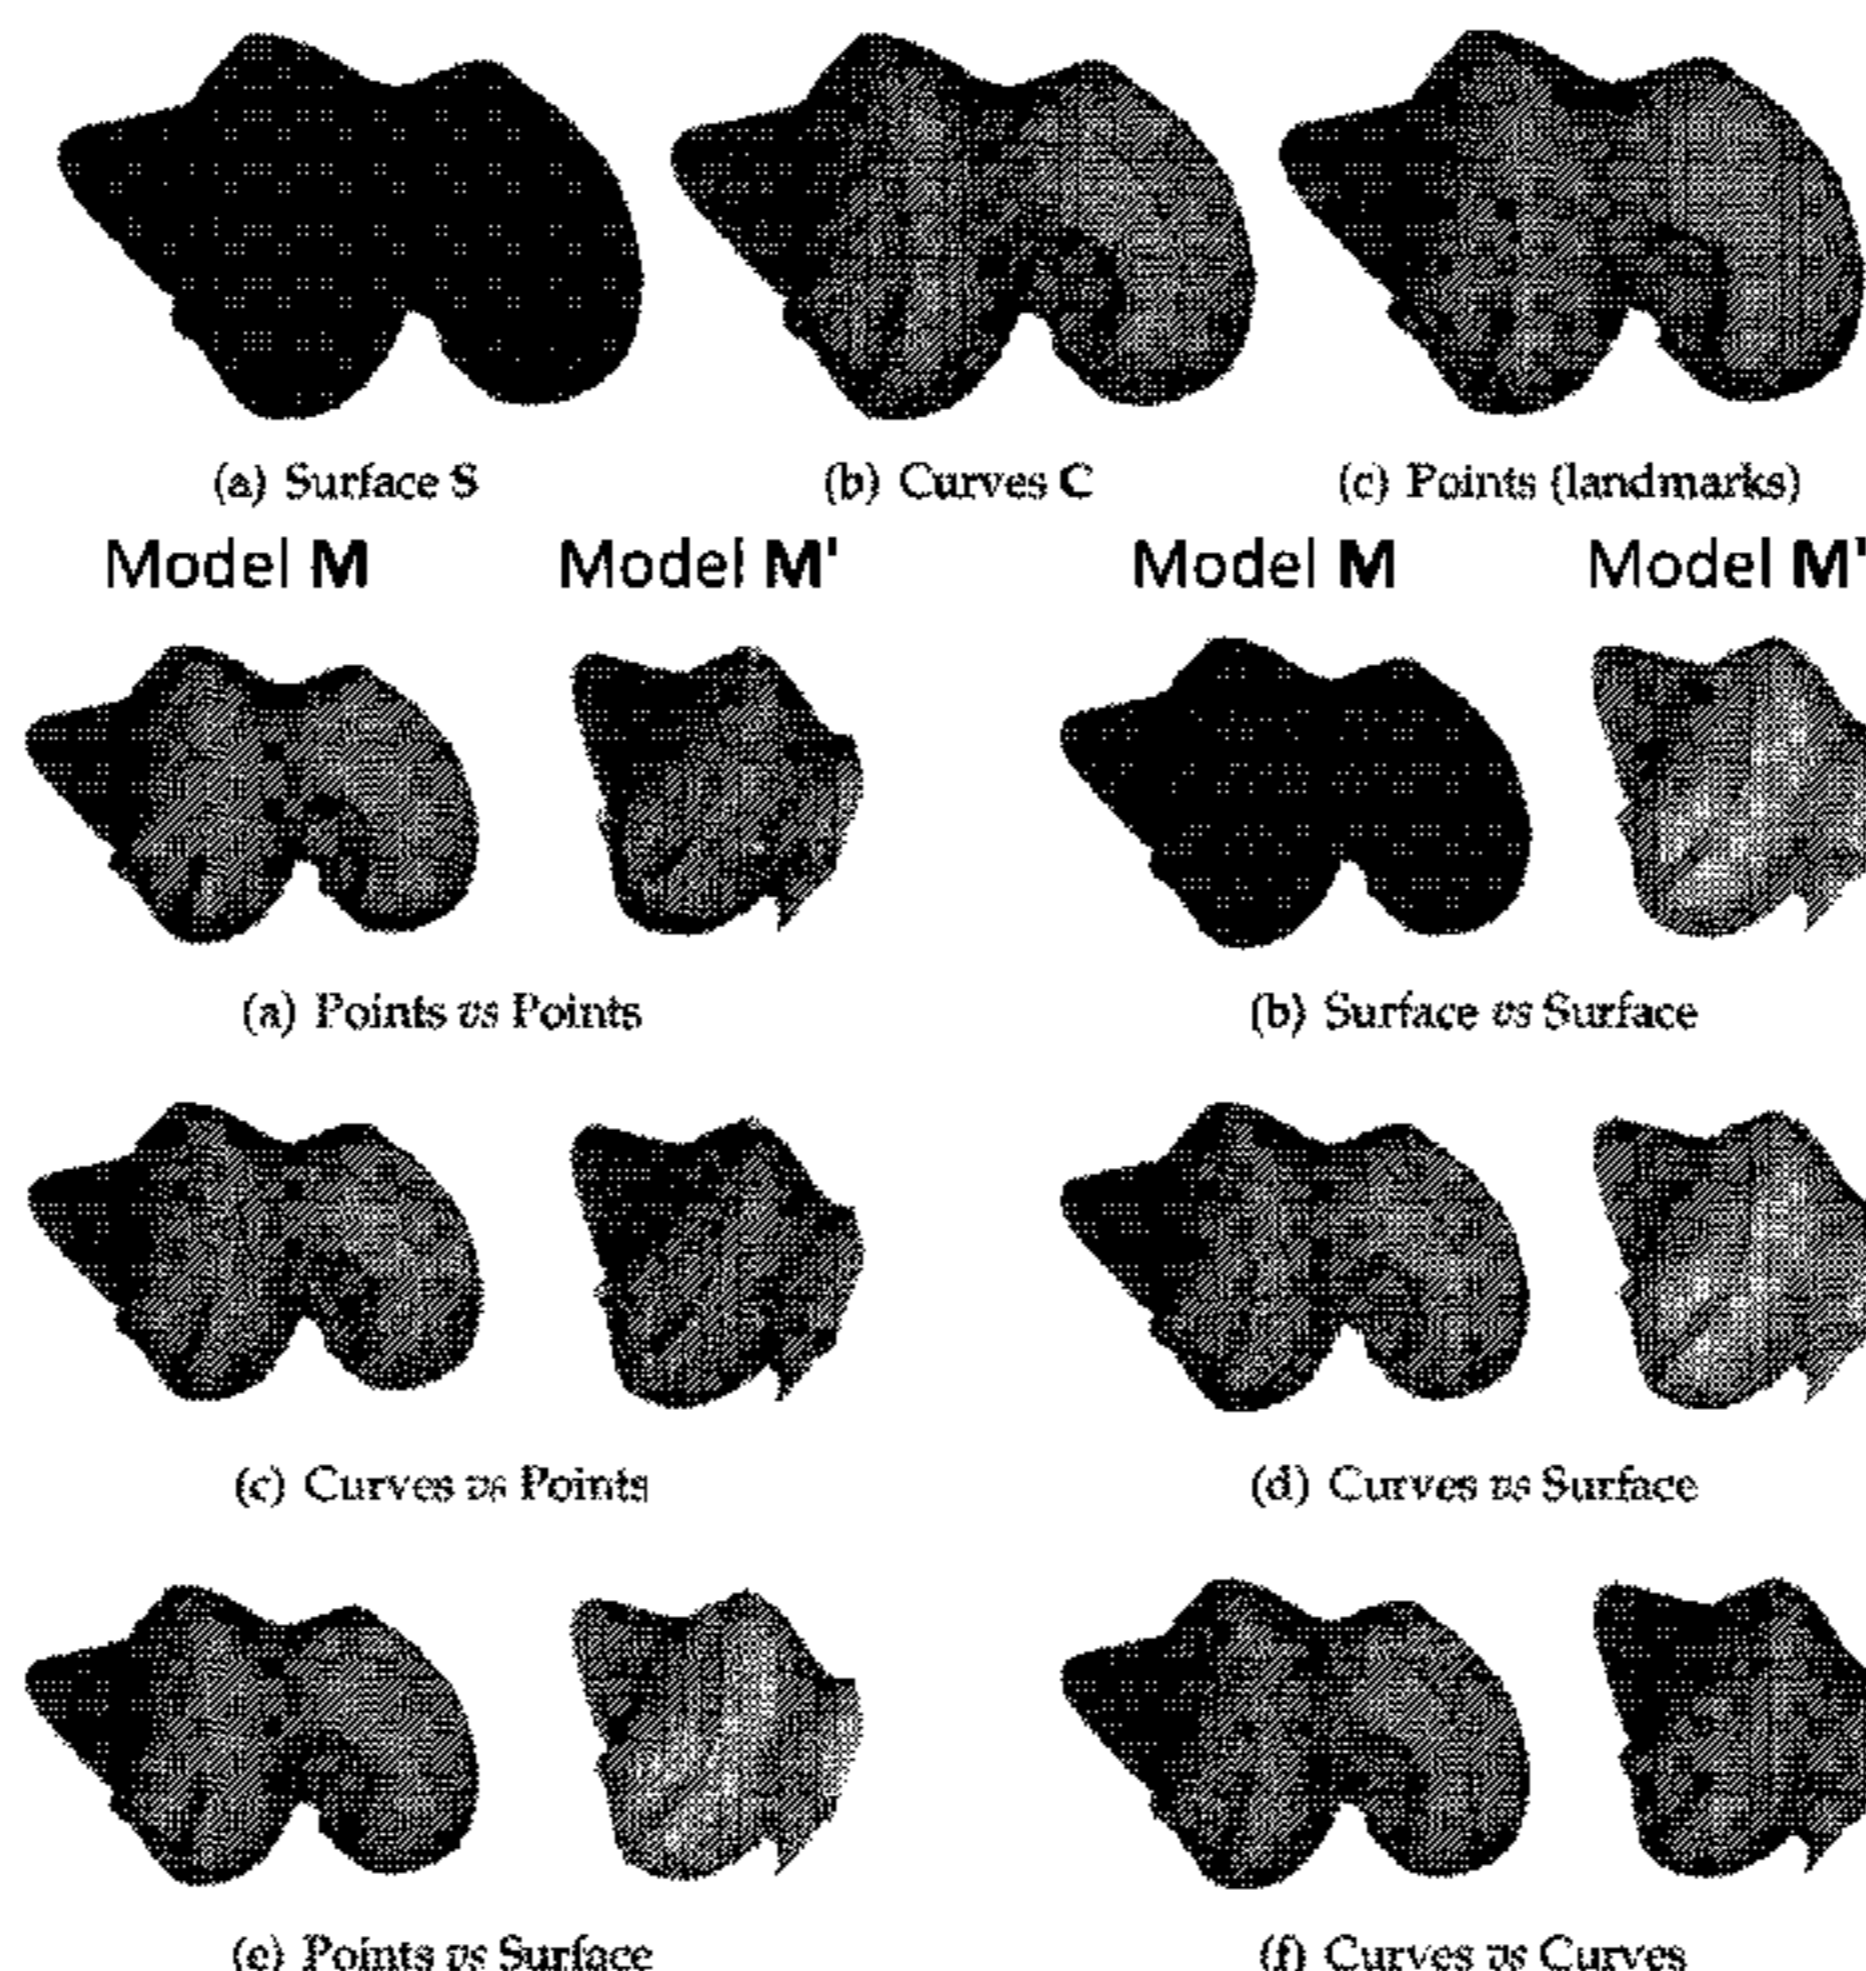 (a) Surface S
(b) Curves C
(c) Points (landmarks)
Model M
Model M'
Model M
Model M'
(a) Points vs Points
(b) Surface vs Surface
(c) Curves vs Points
(d) Curves vs Surface
(e) Points vs Surface
(f) Curves vs Curves